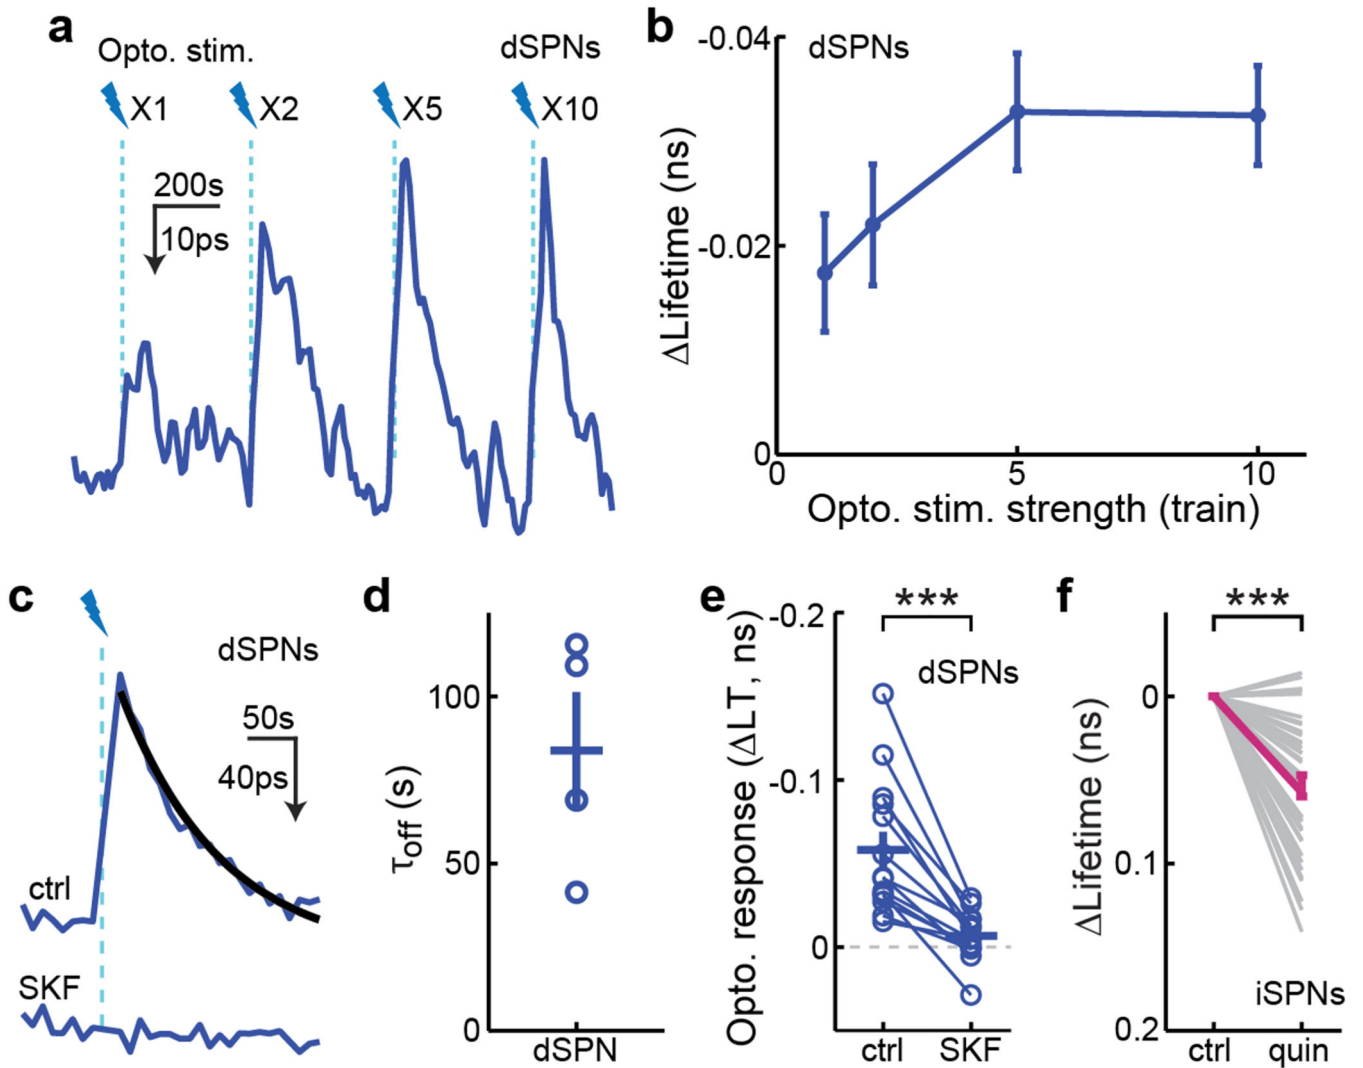 a
Opto. stim.
dSPNs
X1
X2
X5
X10
200s
10ps
b
dSPNs
-0.04
-0.02
0
ΔLifetime (ns)
0
5
10
Opto. stim. strength (train)
c
dSPNs
50s
40ps
ctrl
SKF
d
100
50
0
τoff (s)
dSPN
e
***
dSPNs
-0.2
-0.1
0
Opto. response (ΔLT, ns)
ctrl
SKF
f
***
0
0.1
0.2
ΔLifetime (ns)
iSPNs
ctrl
quin